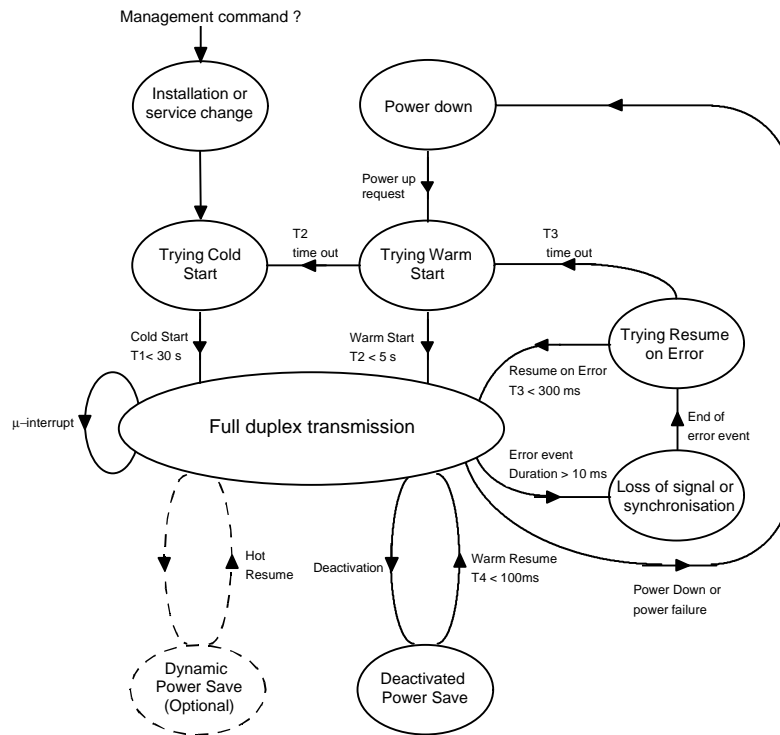 Management command ?
Installation or
service change
Power down
Power up
request
T2
time out
T3
time out
Trying Cold
Start
Trying Warm
Start
Trying Resume
on Error
Cold Start
T1< 30 s
Warm Start
T2 < 5 s
Resume on Error
T3 < 300 ms
End of
error event
μ−interrupt
Full duplex transmission
Error event
Duration > 10 ms
Loss of signal or
synchronisation
Hot
Resume
Deactivation
Warm Resume
T4 < 100ms
Power Down or
power failure
Dynamic
Power Save
(Optional)
Deactivated
Power Save